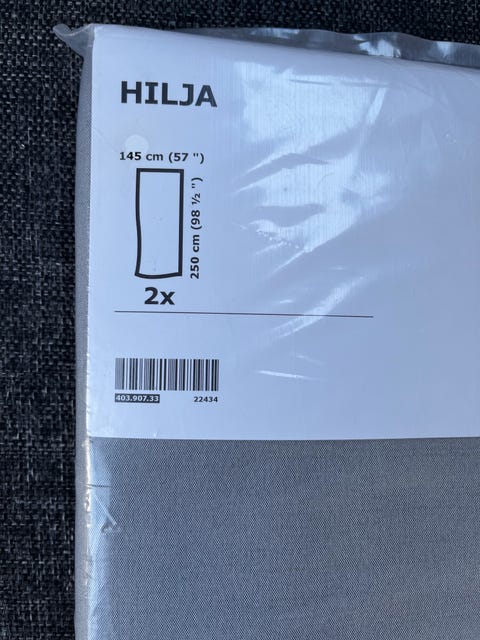 HILJA
145 cm (57 ")
250 cm (98 ½ ")
2x
403.907.33 22434